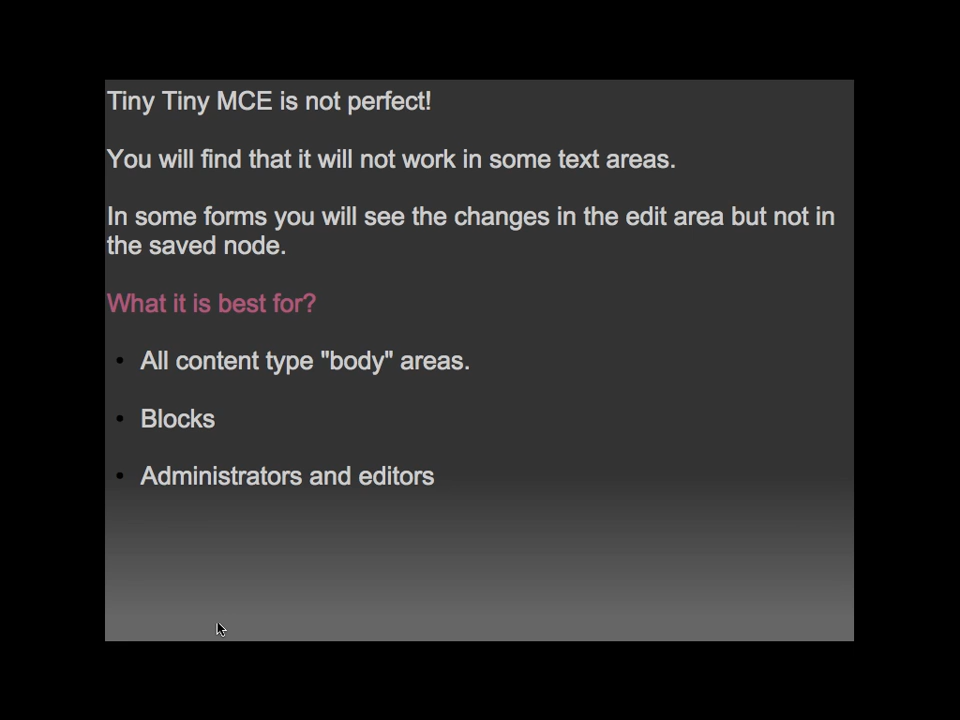 Tiny Tiny MCE is not perfect!
You will find that it will not work in some text areas.
In some forms you will see the changes in the edit area but not in
the saved node.
What it is best for?
• All content type "body" areas.
• Blocks
• Administrators and editors